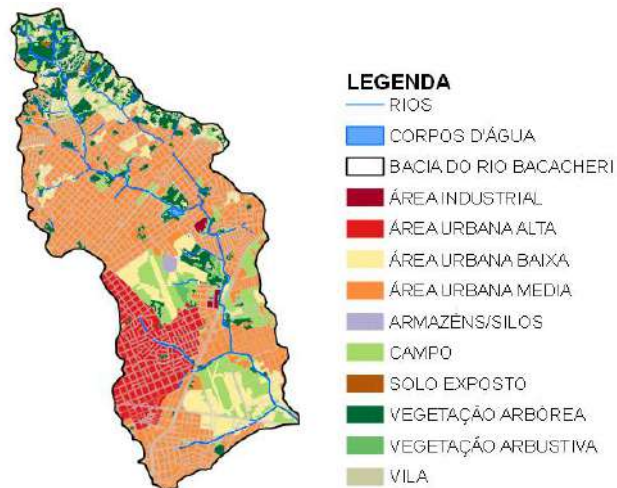 LEGENDA
RIOS
CORPOS D'ÁGUA
BACIA DO RIO BACACHERI
ÁREA INDUSTRIAL
ÁREA URBANA ALTA
ÁREA URBANA BAIXA
ÁREA URBANA MEDIA
ARMAZÉNS/SILOS
CAMPO
SOLO EXPOSTO
VEGETAÇÃO ARBÓREA
VEGETAÇÃO ARBUSTIVA
VILA